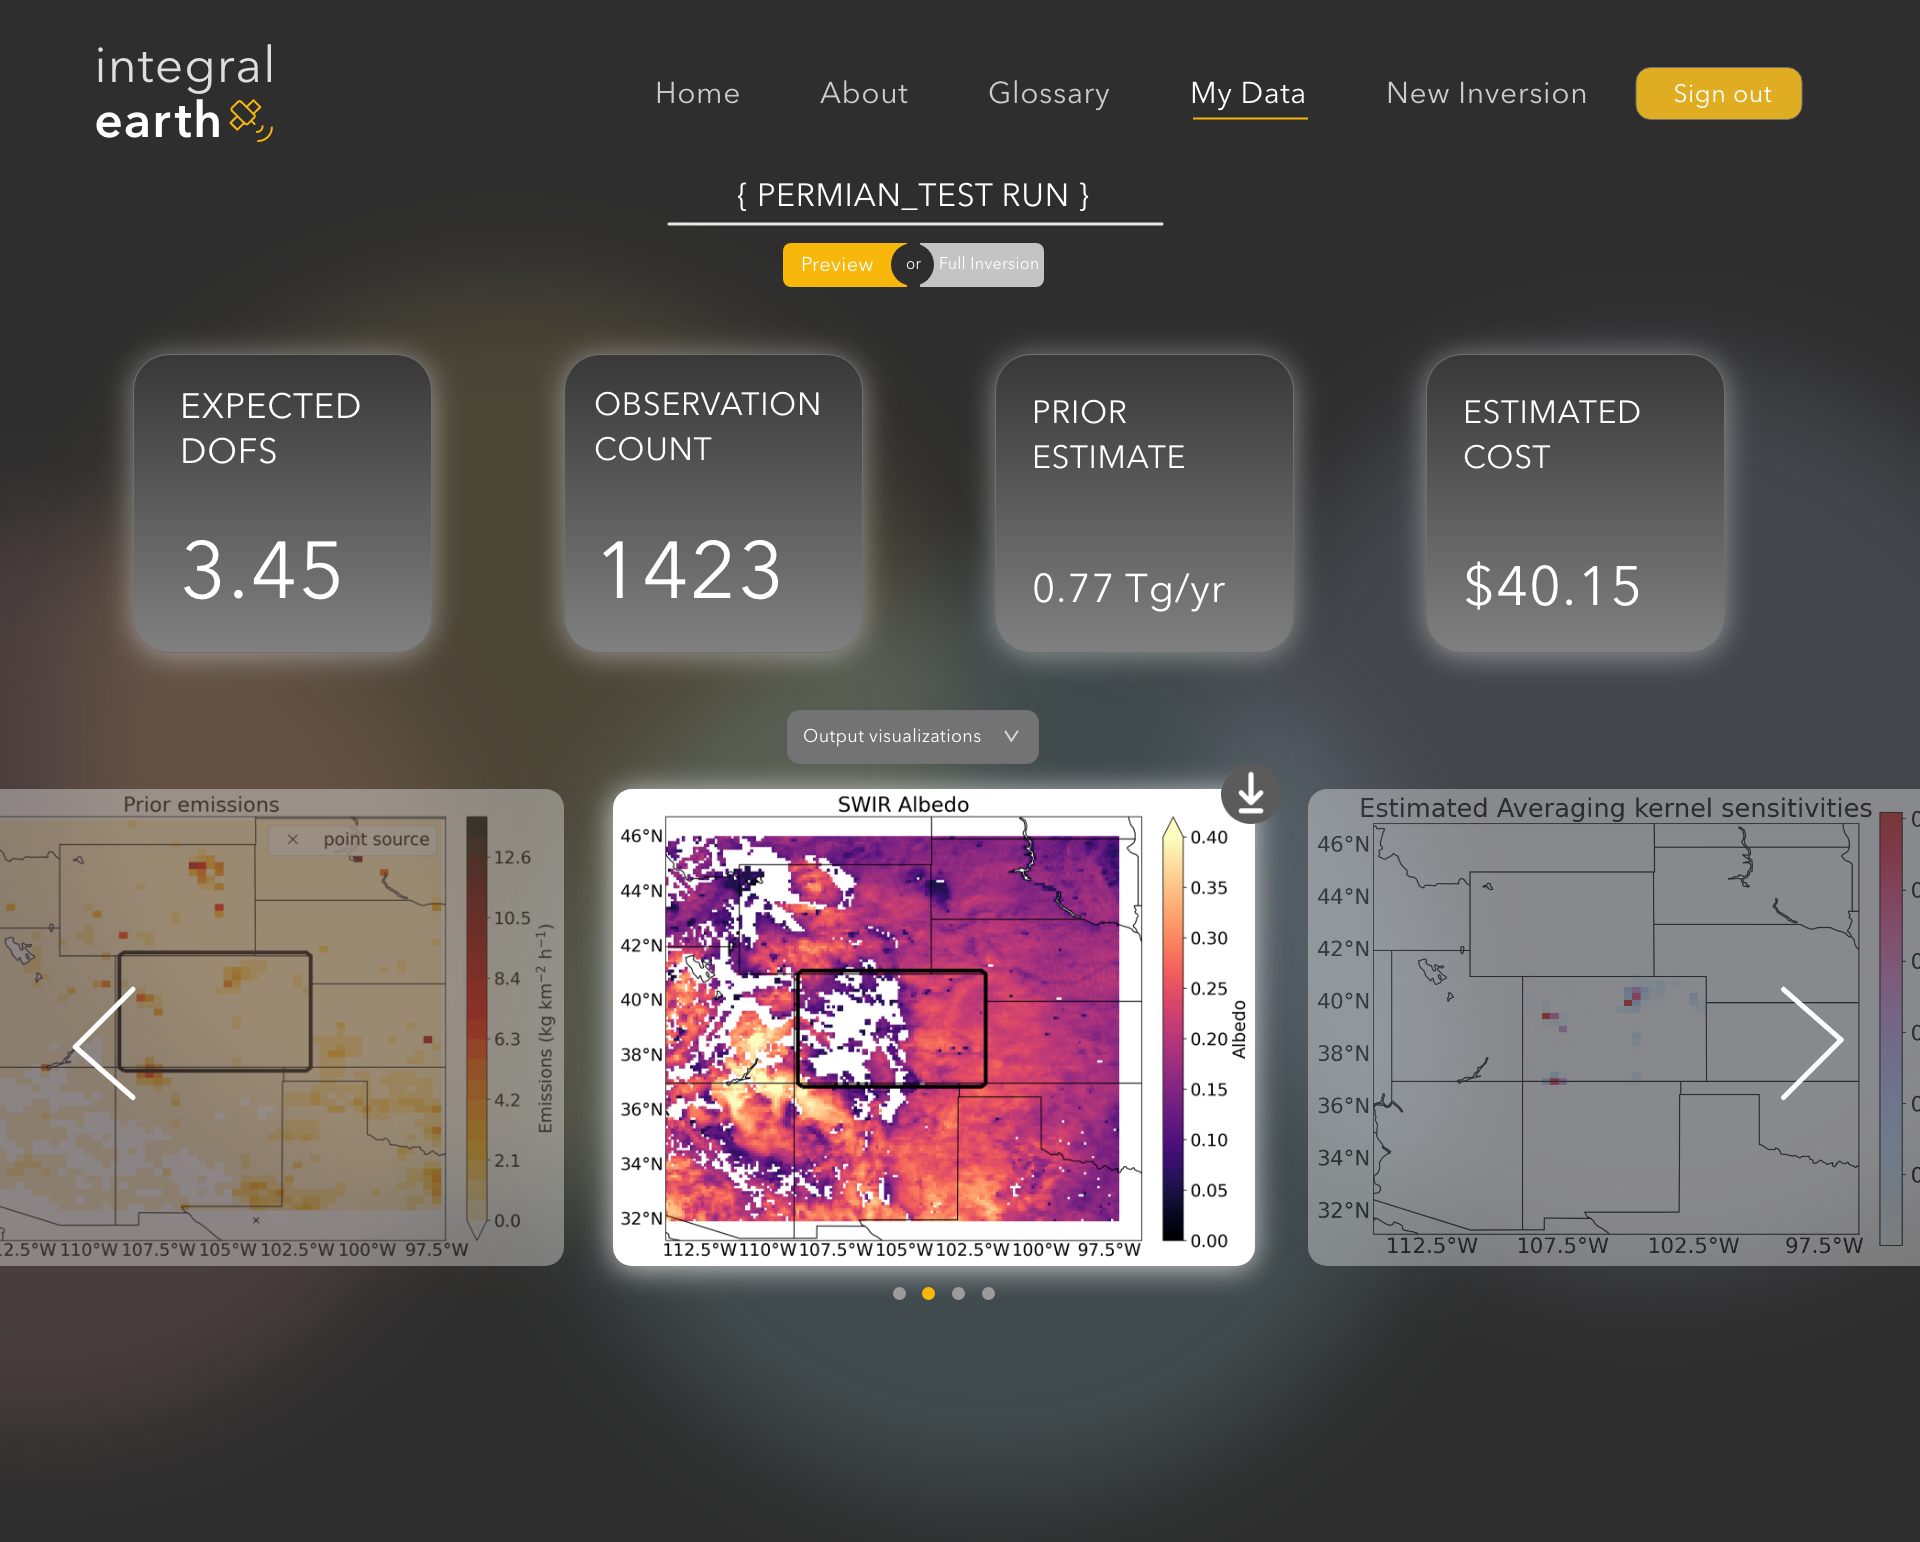 integral
earth
Home About Glossary My Data New Inversion Sign out
{ PERMIAN_TEST RUN }
Preview or Full Inversion
EXPECTED
DOFS
3.45
OBSERVATION
COUNT
1423
PRIOR
ESTIMATE
0.77 Tg/yr
ESTIMATED
COST
$40.15
Output visualizations
Prior emissions
× point source
12.6
10.5
8.4
6.3
4.2
2.1
0.0
Emissions (kg km⁻² h⁻¹)
2.5°W 110°W 107.5°W 105°W 102.5°W 100°W 97.5°W
SWIR Albedo
46°N
44°N
42°N
40°N
38°N
36°N
34°N
32°N
112.5°W 110°W 107.5°W 105°W 102.5°W 100°W 97.5°W
0.40
0.35
0.30
0.25
0.20
0.15
0.10
0.05
0.00
Albedo
Estimated Averaging kernel sensitivities
46°N
44°N
42°N
40°N
38°N
36°N
34°N
32°N
112.5°W 107.5°W 102.5°W 97.5°W